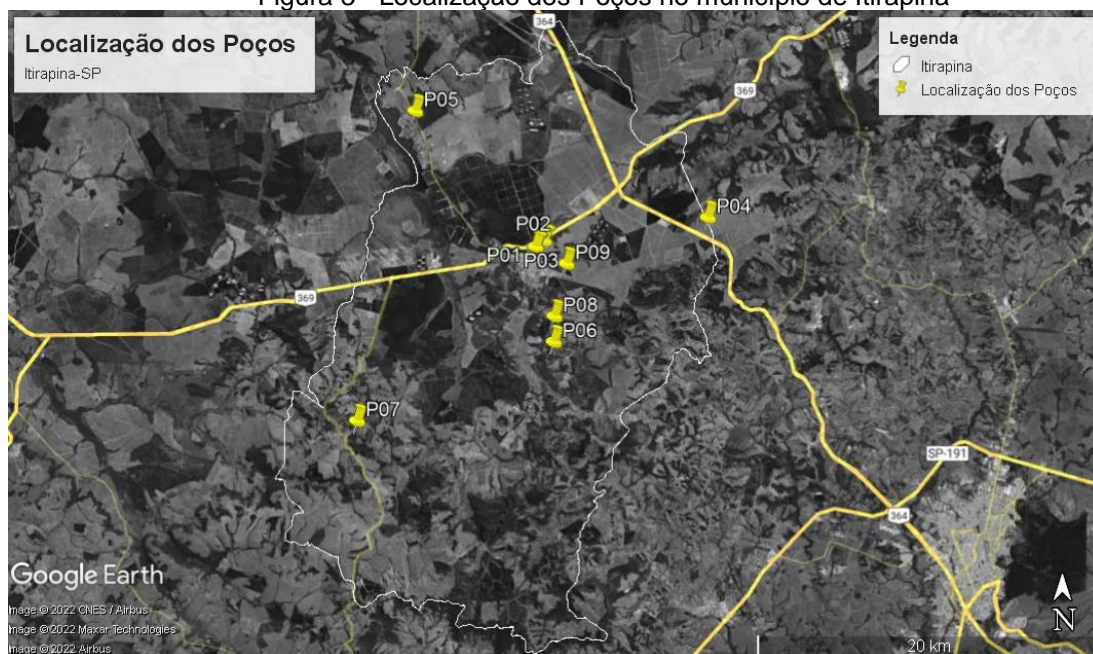 Figura 8 - Localização dos Poços no município de Itirapina
Localização dos Poços
Itirapina-SP
Legenda
Itirapina
Localização dos Poços
364
369
P05
P04
P02
P01
P03
P09
369
P08
P06
P07
SP-191
364
Google Earth
Image © 2022 CNES / Airbus
Image © 2022 Maxar Technologies
Image © 2022 Airbus
N
20 km